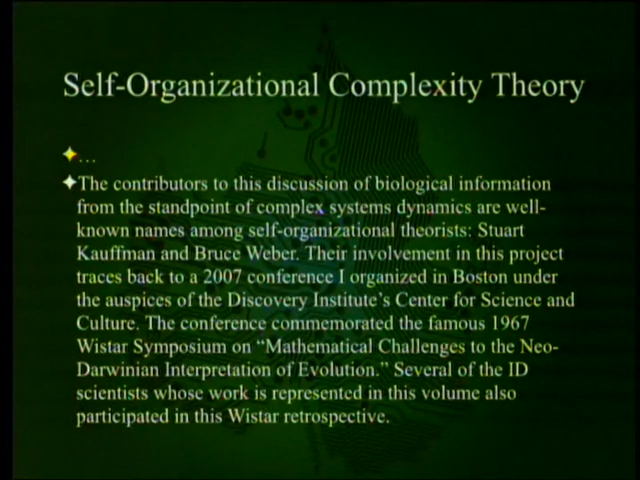 Self-Organizational Complexity Theory
...
The contributors to this discussion of biological information
from the standpoint of complex systems dynamics are well-
known names among self-organizational theorists: Stuart
Kauffman and Bruce Weber. Their involvement in this project
traces back to a 2007 conference I organized in Boston under
the auspices of the Discovery Institute's Center for Science and
Culture. The conference commemorated the famous 1967
Wistar Symposium on “Mathematical Challenges to the Neo-
Darwinian Interpretation of Evolution.” Several of the ID
scientists whose work is represented in this volume also
participated in this Wistar retrospective.